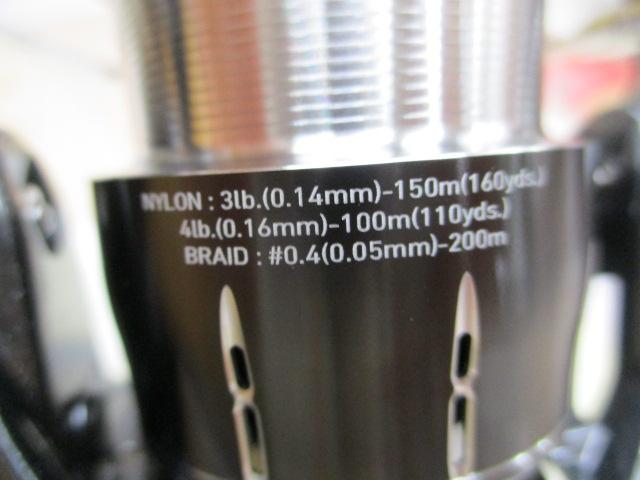 NYLON : 3lb.(0.14mm)-150m(160yds.)
4lb.(0.16mm)-100m(110yds.)
BRAID : #0.4(0.05mm)-200m